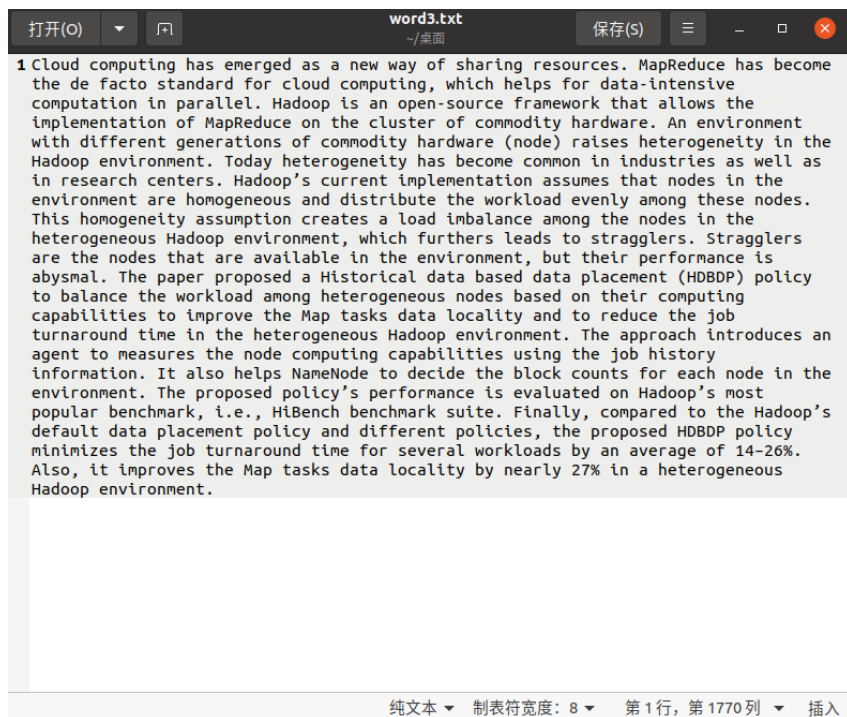 打开(O)
word3.txt
~/桌面
保存(S)
1 Cloud computing has emerged as a new way of sharing resources. MapReduce has become
the de facto standard for cloud computing, which helps for data-intensive
computation in parallel. Hadoop is an open-source framework that allows the
implementation of MapReduce on the cluster of commodity hardware. An environment
with different generations of commodity hardware (node) raises heterogeneity in the
Hadoop environment. Today heterogeneity has become common in industries as well as
in research centers. Hadoop’s current implementation assumes that nodes in the
environment are homogeneous and distribute the workload evenly among these nodes.
This homogeneity assumption creates a load imbalance among the nodes in the
heterogeneous Hadoop environment, which furthers leads to stragglers. Stragglers
are the nodes that are available in the environment, but their performance is
abysmal. The paper proposed a Historical data based data placement (HDBDP) policy
to balance the workload among heterogeneous nodes based on their computing
capabilities to improve the Map tasks data locality and to reduce the job
turnaround time in the heterogeneous Hadoop environment. The approach introduces an
agent to measures the node computing capabilities using the job history
information. It also helps NameNode to decide the block counts for each node in the
environment. The proposed policy’s performance is evaluated on Hadoop’s most
popular benchmark, i.e., HiBench benchmark suite. Finally, compared to the Hadoop’s
default data placement policy and different policies, the proposed HDBDP policy
minimizes the job turnaround time for several workloads by an average of 14–26%.
Also, it improves the Map tasks data locality by nearly 27% in a heterogeneous
Hadoop environment.
纯文本 制表符宽度：8 第 1 行，第 1770 列 插入